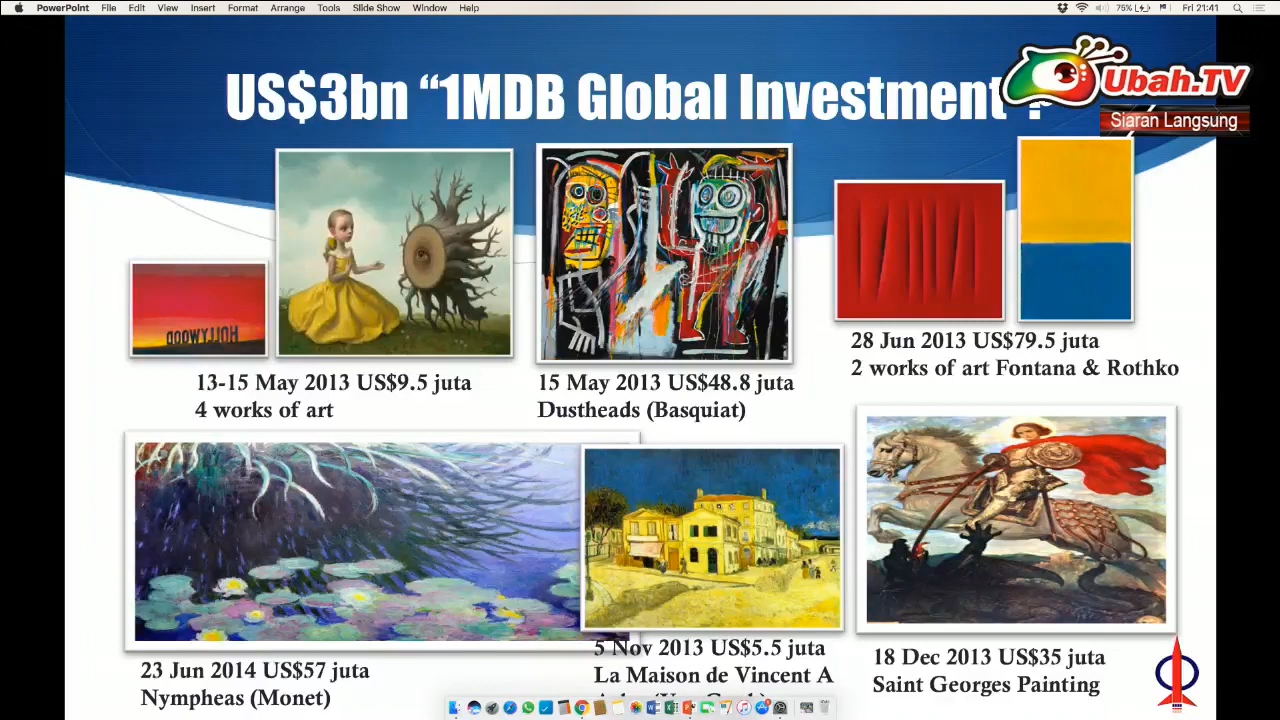 PowerPoint File Edit View Insert Format Arrange Tools Slide Show Window Help 75% Fri 21:41
US$3bn “1MDB Global Investment”?
Ubah.TV
Siaran Langsung
HOLLYWOOD
13-15 May 2013 US$9.5 juta
4 works of art
15 May 2013 US$48.8 juta
Dustheads (Basquiat)
28 Jun 2013 US$79.5 juta
2 works of art Fontana & Rothko
23 Jun 2014 US$57 juta
Nympheas (Monet)
5 Nov 2013 US$5.5 juta
La Maison de Vincent A
18 Dec 2013 US$35 juta
Saint Georges Painting